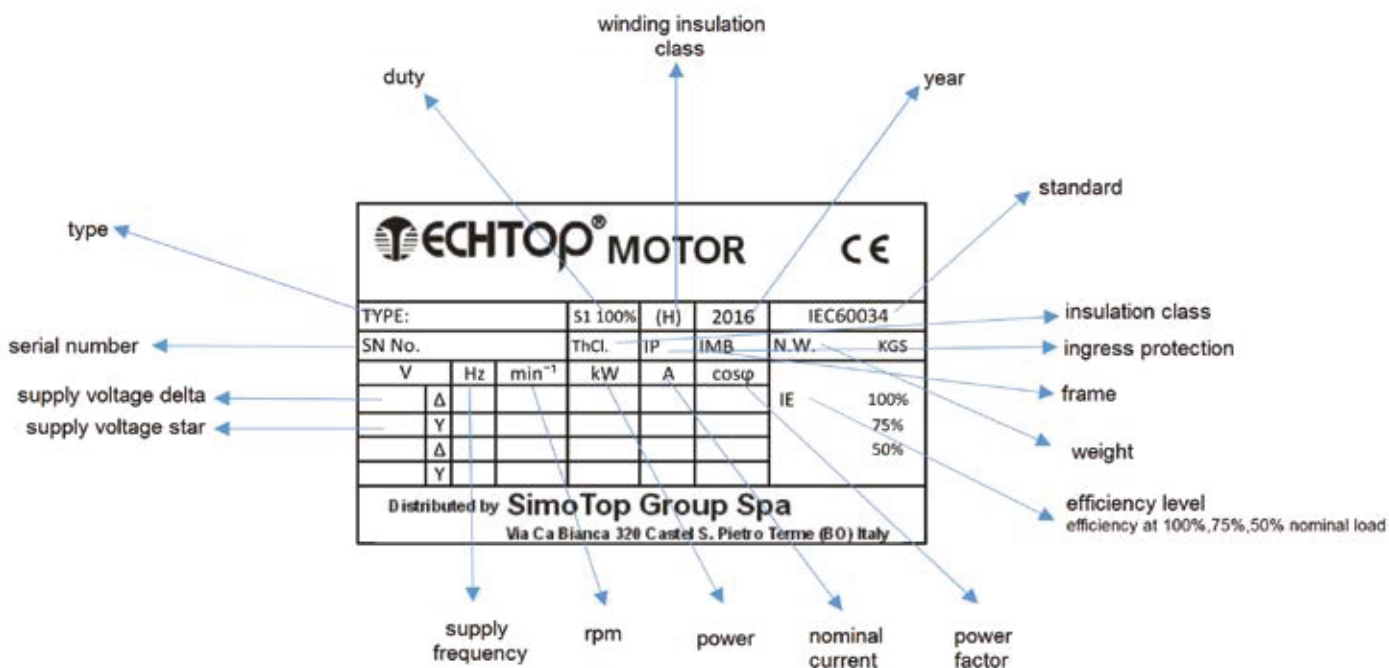 winding insulation
class
duty
year
standard
type
TECHTOP® MOTOR CE
TYPE: S1 100% (H) 2016 IEC60034
insulation class
serial number
SN No. ThCl. IP IMB N.W. KGS
ingress protection
V Hz min⁻¹ kW A cosφ
supply voltage delta
Δ IE 100%
frame
supply voltage star
Y 75%
Δ 50%
weight
Y
efficiency level
efficiency at 100%,75%,50% nominal load
Distributed by SimoTop Group Spa
Via Ca Bianca 320 Castel S. Pietro Terme (BO) Italy
supply
frequency
rpm
power
nominal
current
power
factor